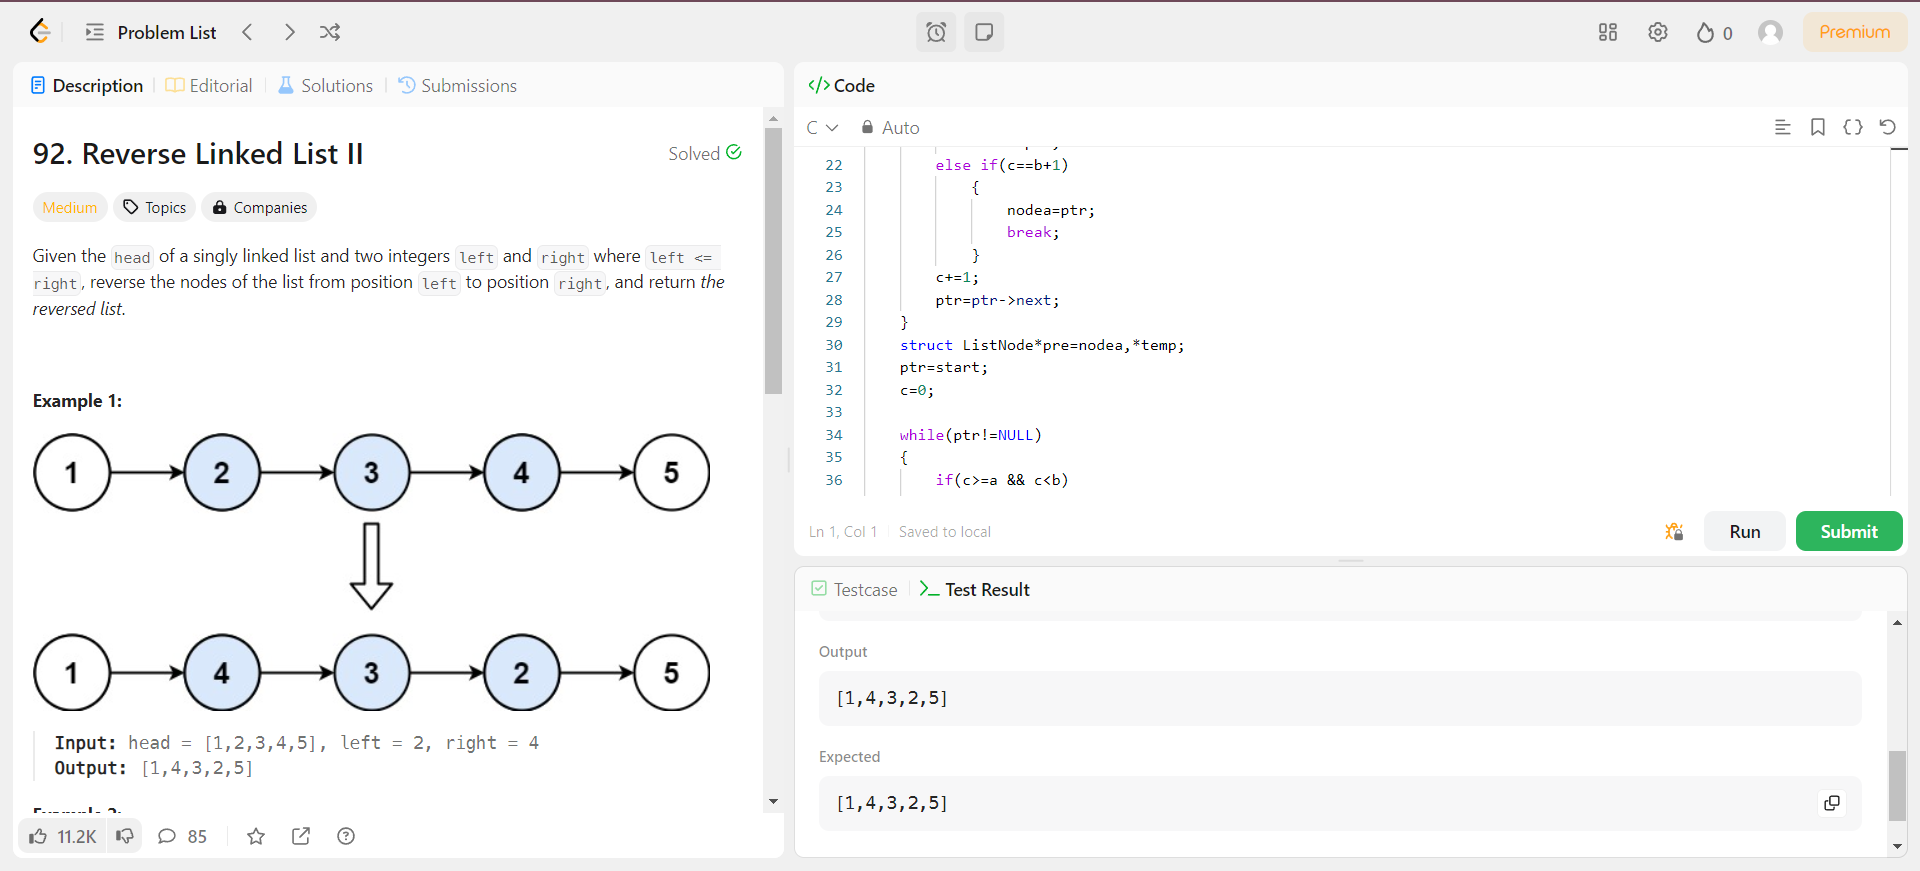 Problem List
0
Premium
Description
Editorial
Solutions
Submissions
92. Reverse Linked List II
Solved
Medium
Topics
Companies
Given the head of a singly linked list and two integers left and right where left <=
right, reverse the nodes of the list from position left to position right, and return the
reversed list.
Example 1:
1 2 3 4 5
1 4 3 2 5
Input: head = [1,2,3,4,5], left = 2, right = 4
Output: [1,4,3,2,5]
11.2K
85
</> Code
C
Auto
22 else if(c==b+1)
23 {
24 nodea=ptr;
25 break;
26 }
27 c+=1;
28 ptr=ptr->next;
29 }
30 struct ListNode*pre=nodea,*temp;
31 ptr=start;
32 c=0;
33
34 while(ptr!=NULL)
35 {
36 if(c>=a && c<b)
Ln 1, Col 1
Saved to local
Run
Submit
Testcase
Test Result
Output
[1,4,3,2,5]
Expected
[1,4,3,2,5]